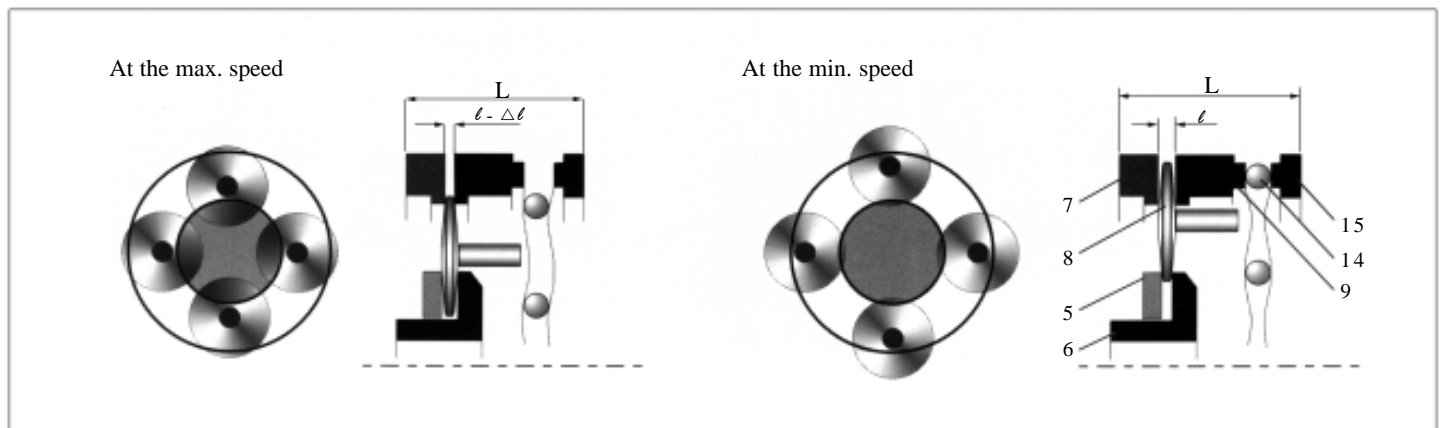 At the max. speed
L
ℓ - △ℓ
At the min. speed
L
ℓ
7
8
5
6
15
14
9